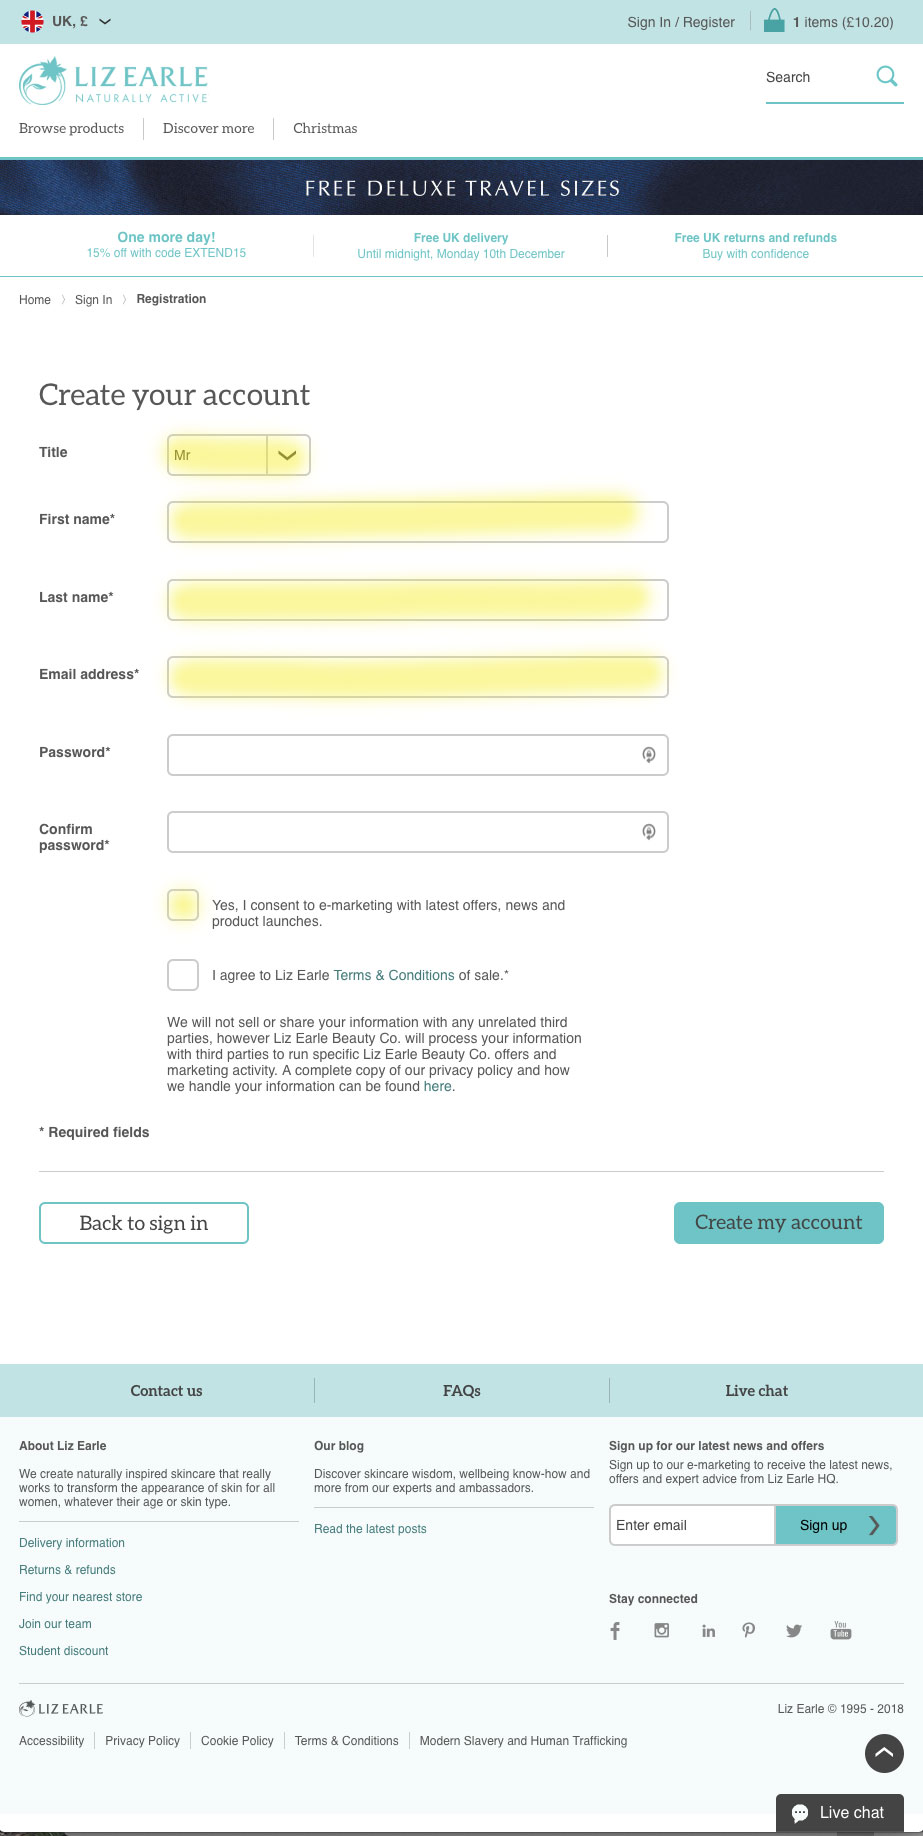 UK, £
Sign In / Register
1 items (£10.20)
LIZ EARLE
NATURALLY ACTIVE
Search
Browse products
Discover more
Christmas
FREE DELUXE TRAVEL SIZES
One more day!
15% off with code EXTEND15
Free UK delivery
Until midnight, Monday 10th December
Free UK returns and refunds
Buy with confidence
Home
Sign In
Registration
Create your account
Title
Mr
First name*
Last name*
Email address*
Password*
Confirm
password*
Yes, I consent to e-marketing with latest offers, news and
product launches.
I agree to Liz Earle Terms & Conditions of sale.*
We will not sell or share your information with any unrelated third
parties, however Liz Earle Beauty Co. will process your information
with third parties to run specific Liz Earle Beauty Co. offers and
marketing activity. A complete copy of our privacy policy and how
we handle your information can be found here.
* Required fields
Back to sign in
Create my account
Contact us
FAQs
Live chat
About Liz Earle
We create naturally inspired skincare that really
works to transform the appearance of skin for all
women, whatever their age or skin type.
Delivery information
Returns & refunds
Find your nearest store
Join our team
Student discount
Our blog
Discover skincare wisdom, wellbeing know-how and
more from our experts and ambassadors.
Read the latest posts
Sign up for our latest news and offers
Sign up to our e-marketing to receive the latest news,
offers and expert advice from Liz Earle HQ.
Enter email
Sign up
Stay connected
You
Tube
LIZ EARLE
Liz Earle © 1995 - 2018
Accessibility
Privacy Policy
Cookie Policy
Terms & Conditions
Modern Slavery and Human Trafficking
Live chat